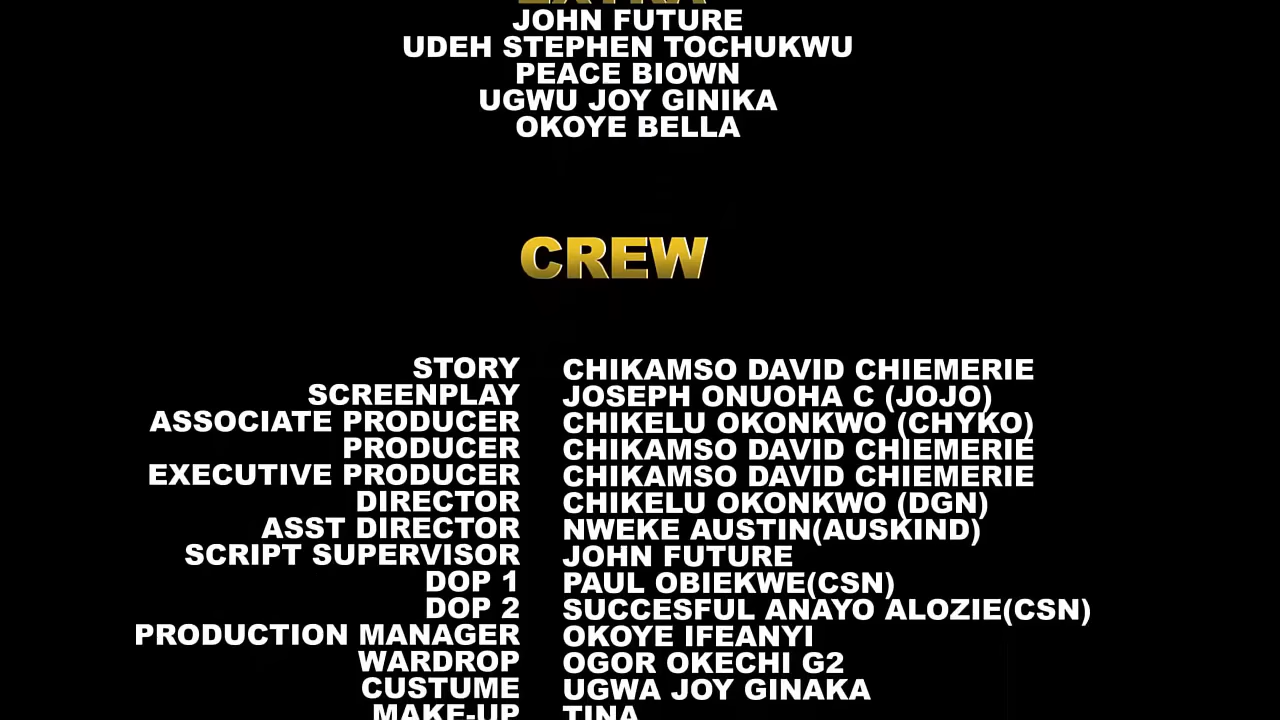 EXTRA
JOHN FUTURE
UDEH STEPHEN TOCHUKWU
PEACE BIOWN
UGWU JOY GINIKA
OKOYE BELLA
CREW
STORY CHIKAMSO DAVID CHIEMERIE
SCREENPLAY JOSEPH ONUOHA C (JOJO)
ASSOCIATE PRODUCER CHIKELU OKONKWO (CHYKO)
PRODUCER CHIKAMSO DAVID CHIEMERIE
EXECUTIVE PRODUCER CHIKAMSO DAVID CHIEMERIE
DIRECTOR CHIKELU OKONKWO (DGN)
ASST DIRECTOR NWEKE AUSTIN(AUSKIND)
SCRIPT SUPERVISOR JOHN FUTURE
DOP 1 PAUL OBIEKWE(CSN)
DOP 2 SUCCESFUL ANAYO ALOZIE(CSN)
PRODUCTION MANAGER OKOYE IFEANYI
WARDROP OGOR OKECHI G2
CUSTUME UGWA JOY GINAKA
MAKE-UP TINA